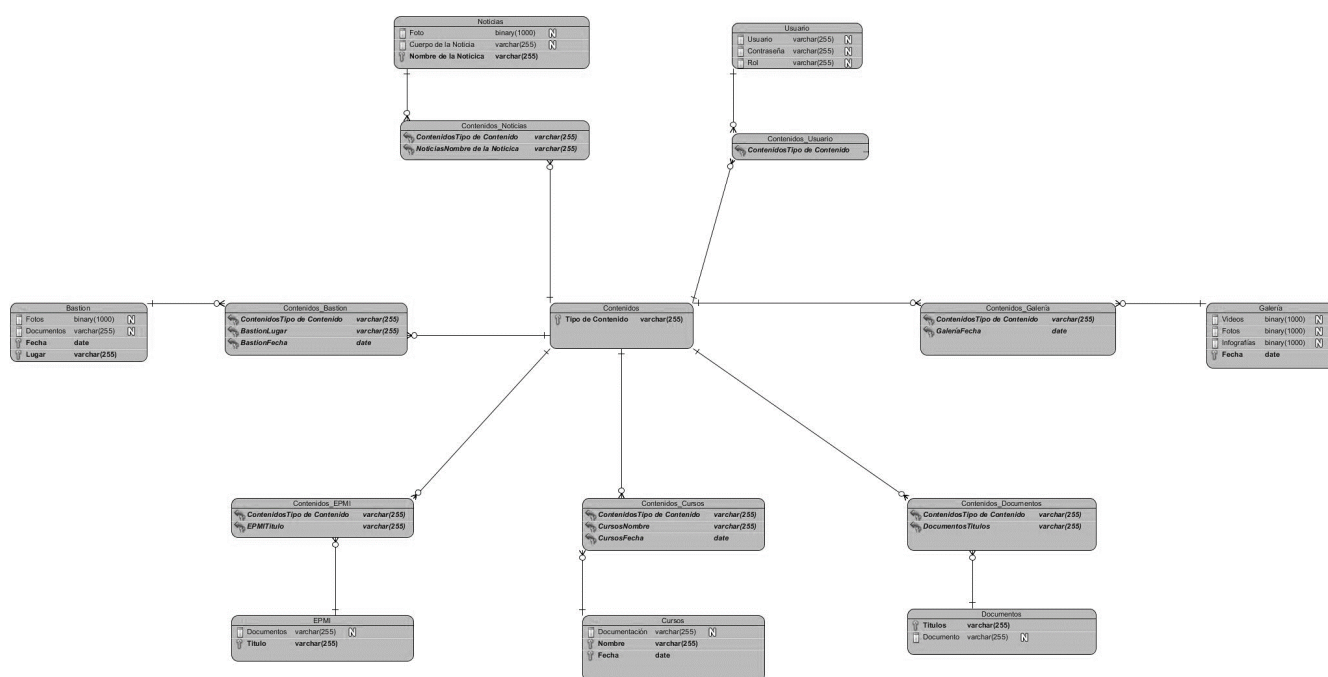 Noticias
Foto binary(1000) N
Cuerpo de la Noticia varchar(255) N
Nombre de la Noticica varchar(255)
Usuario
Usuario varchar(255) N
Contraseña varchar(255) N
Rol varchar(255) N
Contenidos_Noticias
ContenidosTipo de Contenido varchar(255)
NoticiasNombre de la Noticica varchar(255)
Contenidos_Usuario
ContenidosTipo de Contenido ...
Bastion
Fotos binary(1000) N
Documentos varchar(255) N
Fecha date
Lugar varchar(255)
Contenidos_Bastion
ContenidosTipo de Contenido varchar(255)
BastionLugar varchar(255)
BastionFecha date
Contenidos
Tipo de Contenido varchar(255)
Contenidos_Galería
ContenidosTipo de Contenido varchar(255)
GaleríaFecha date
Galería
Videos binary(1000) N
Fotos binary(1000) N
Infografías binary(1000) N
Fecha date
Contenidos_EPMI
ContenidosTipo de Contenido varchar(255)
EPMITitulo varchar(255)
Contenidos_Cursos
ContenidosTipo de Contenido varchar(255)
CursosNombre varchar(255)
CursosFecha date
Contenidos_Documentos
ContenidosTipo de Contenido varchar(255)
DocumentosTitulos varchar(255)
EPMI
Documentos varchar(255) N
Titulo varchar(255)
Cursos
Documentación varchar(255) N
Nombre varchar(255)
Fecha date
Documentos
Titulos varchar(255)
Documento varchar(255) N